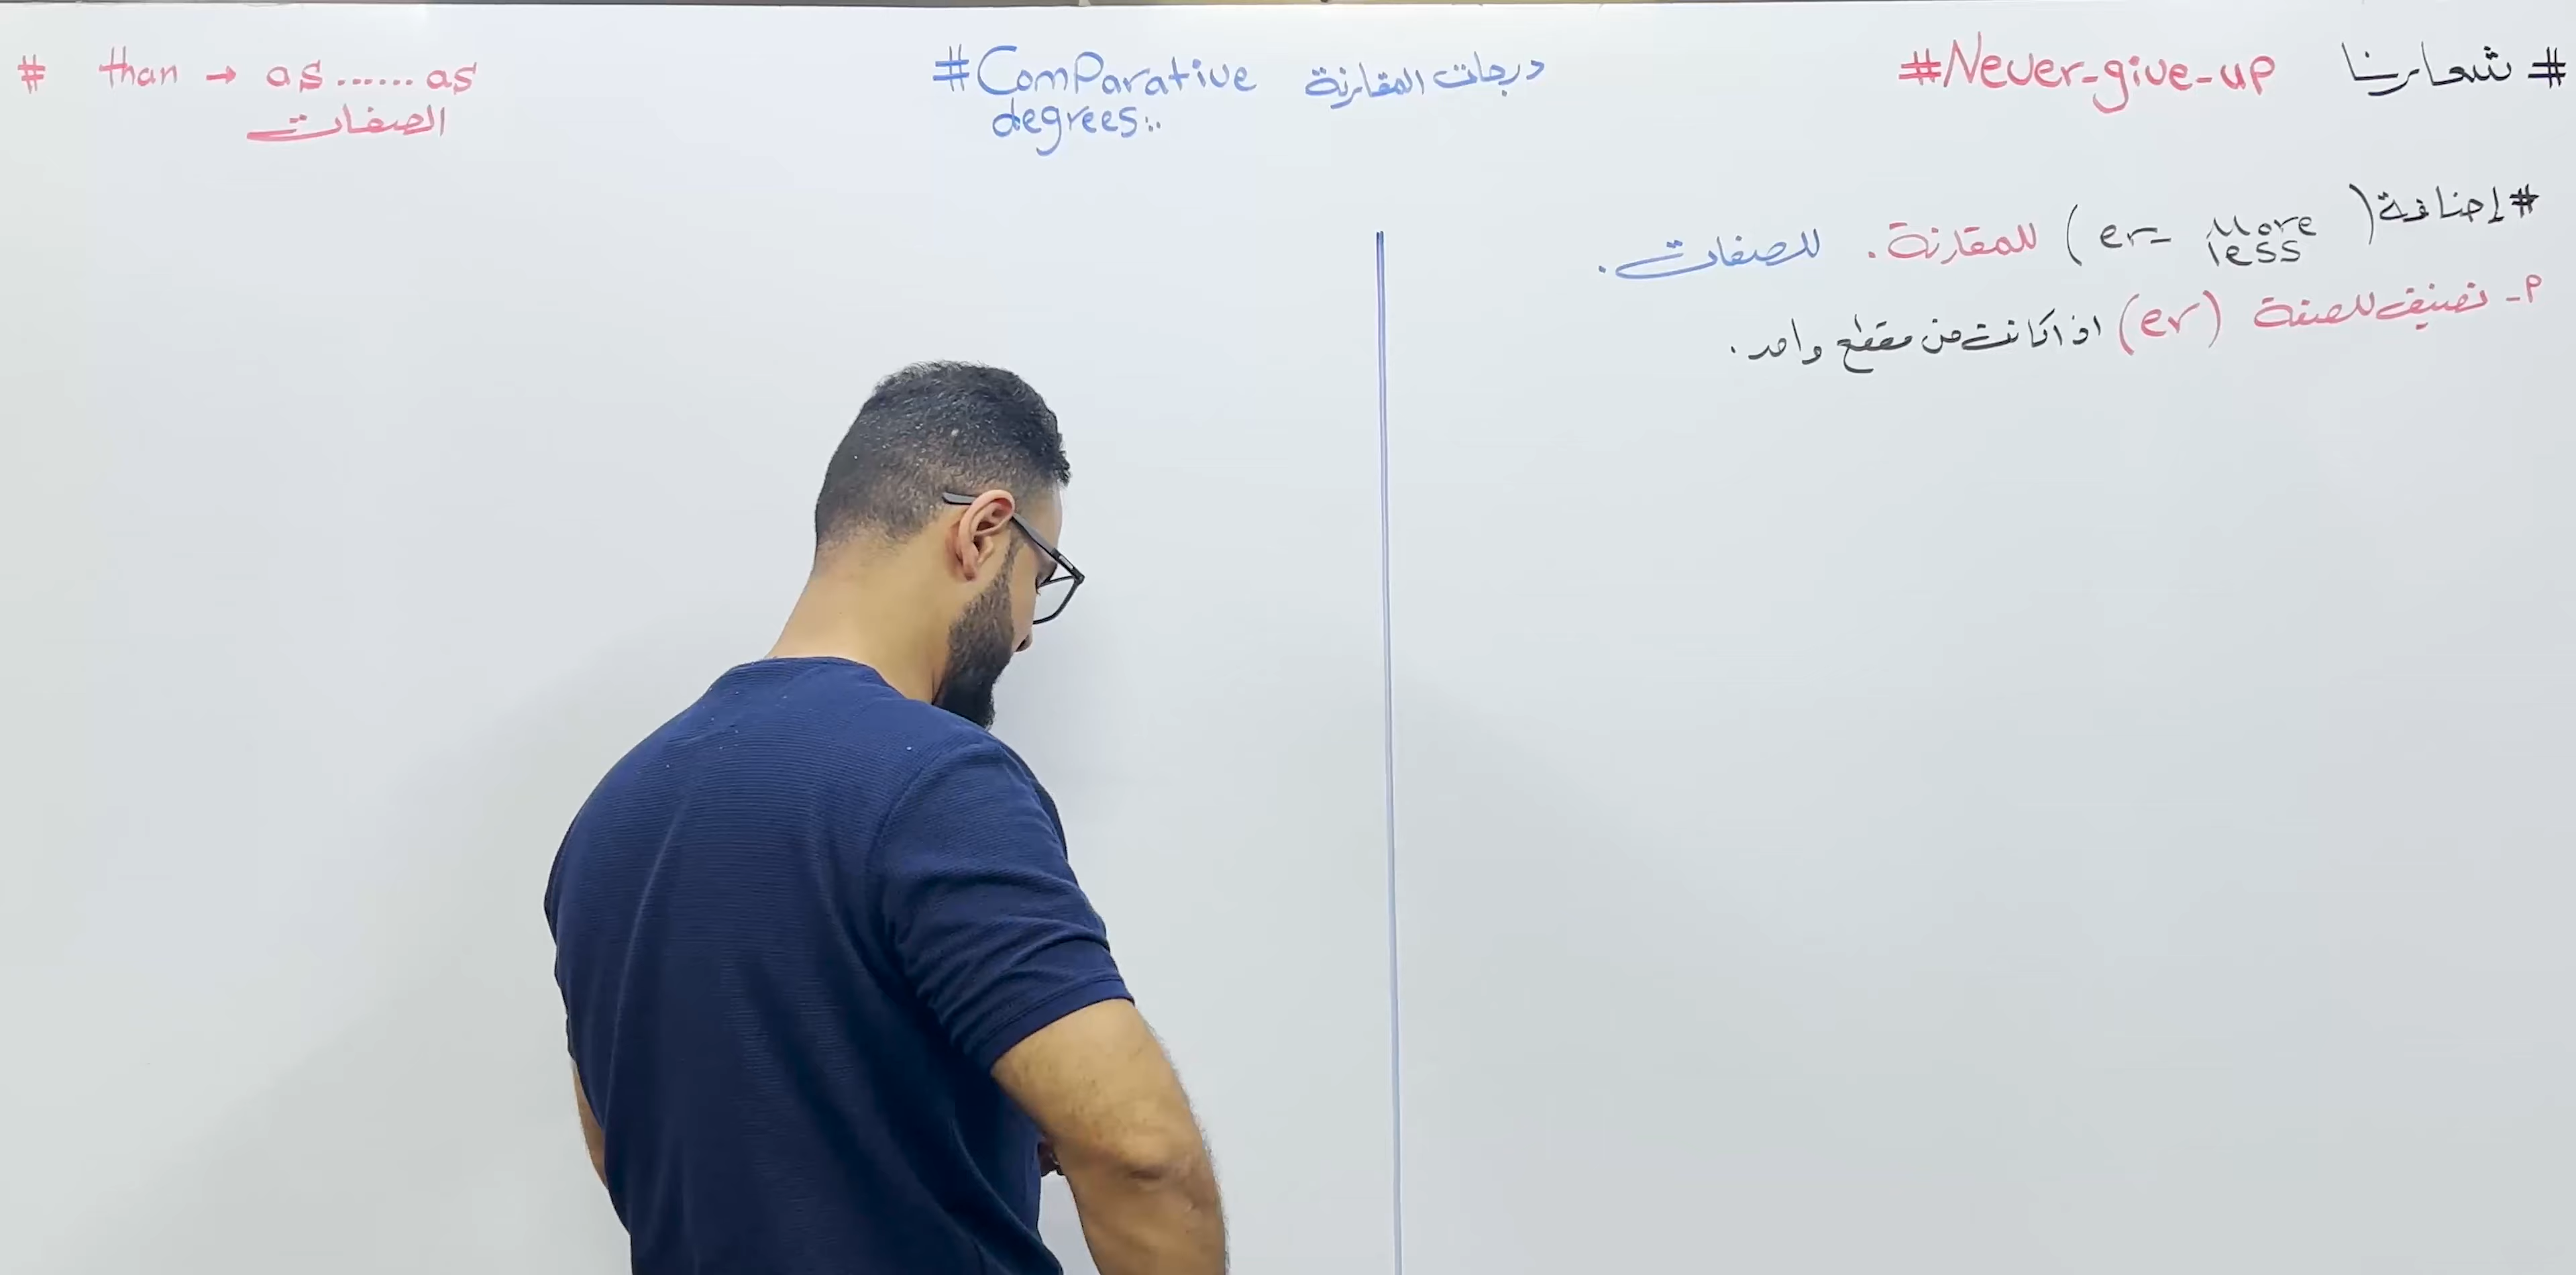 # شعارنا #Never-give-up
#ComParative درجات المقارنة
degrees:.
# than → as ...... as
الصفات
# إضافة ( er- More less ) للمقارنة . للصفات .
م- نضيف للصفة (er) اذا كانت من مقطع واحد .